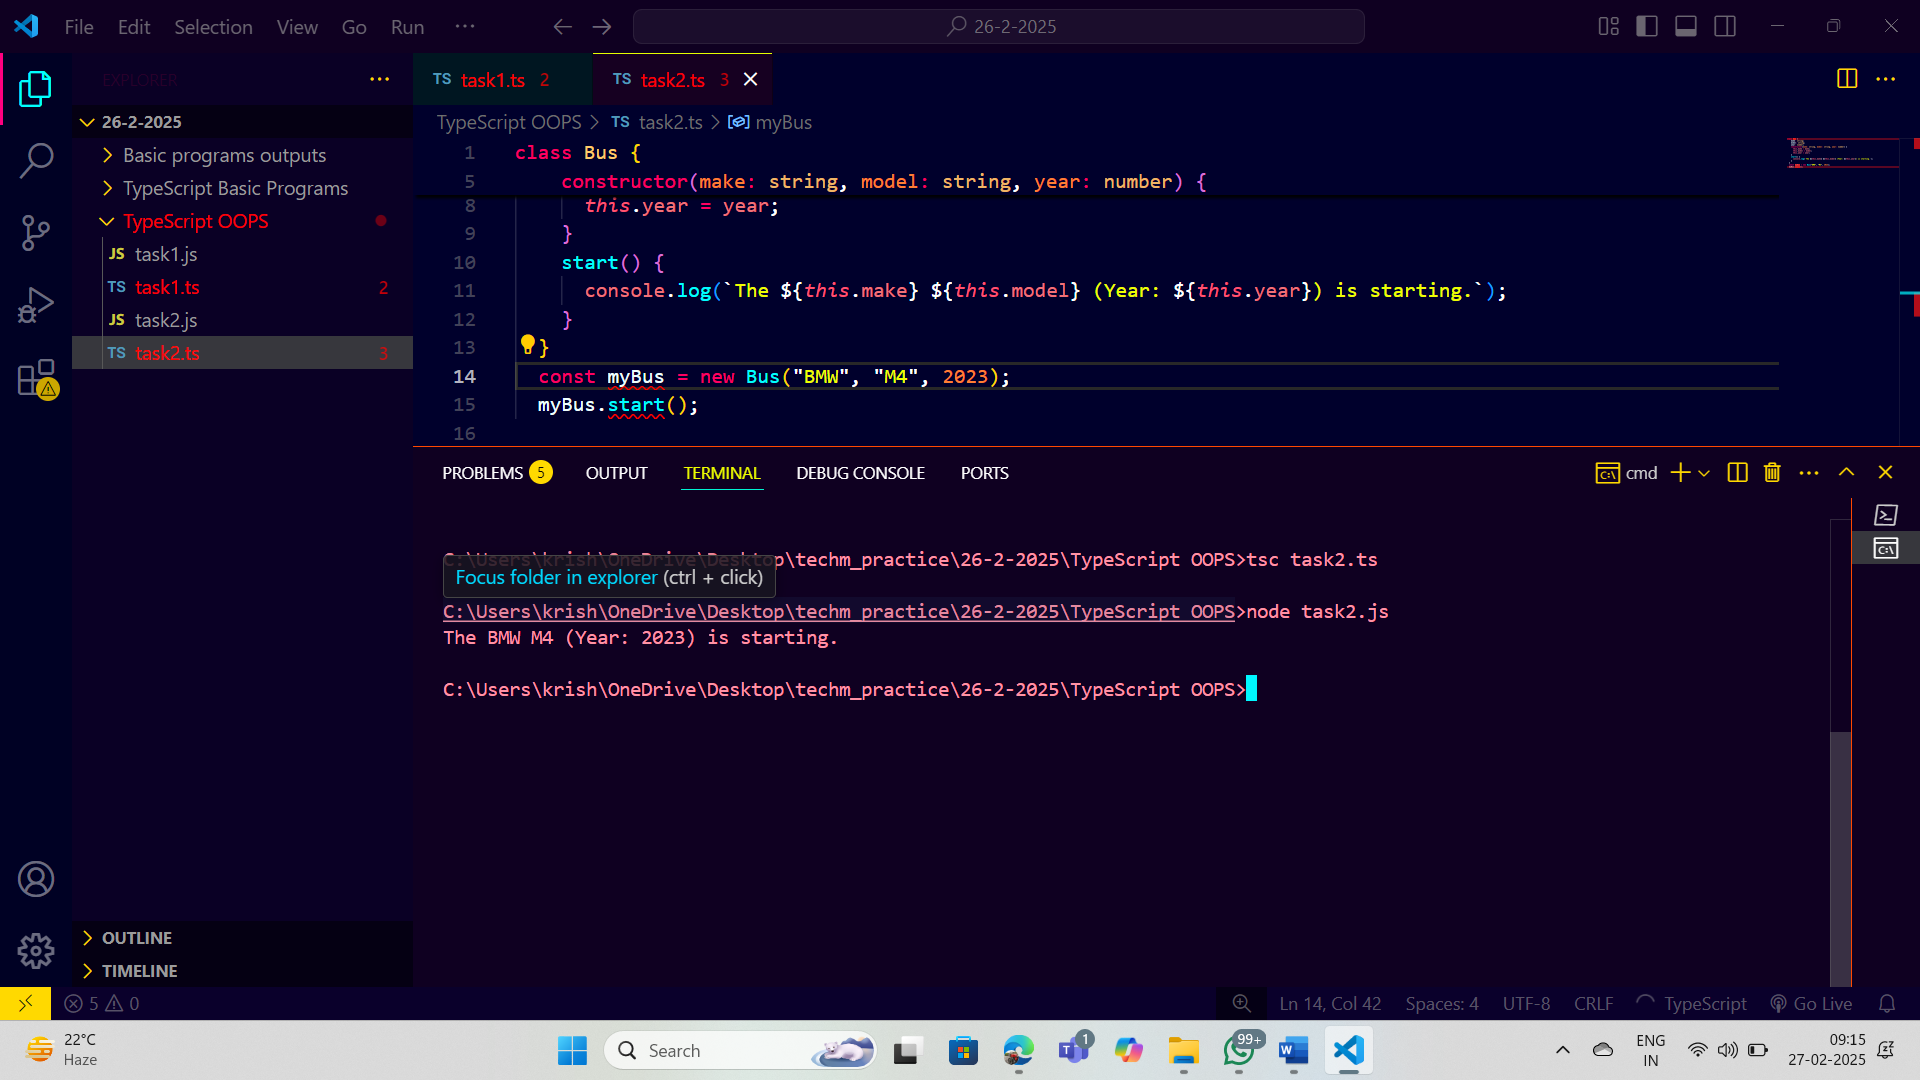 File Edit Selection View Go Run ··· 26-2-2025
EXPLORER ···
TS task1.ts 2 TS task2.ts 3
TypeScript OOPS > TS task2.ts > myBus
26-2-2025
Basic programs outputs
TypeScript Basic Programs
TypeScript OOPS
JS task1.js
TS task1.ts 2
JS task2.js
TS task2.ts 3
OUTLINE
TIMELINE
1 class Bus {
5 constructor(make: string, model: string, year: number) {
8 this.year = year;
9 }
10 start() {
11 console.log(`The ${this.make} ${this.model} (Year: ${this.year}) is starting.`);
12 }
13 }
14 const myBus = new Bus("BMW", "M4", 2023);
15 myBus.start();
16
PROBLEMS 5 OUTPUT TERMINAL DEBUG CONSOLE PORTS cmd
C:\Users\krish\OneDrive\Desktop\techm_practice\26-2-2025\TypeScript OOPS>tsc task2.ts
Focus folder in explorer (ctrl + click)
C:\Users\krish\OneDrive\Desktop\techm_practice\26-2-2025\TypeScript OOPS>node task2.js
The BMW M4 (Year: 2023) is starting.
C:\Users\krish\OneDrive\Desktop\techm_practice\26-2-2025\TypeScript OOPS>
5 0 Ln 14, Col 42 Spaces: 4 UTF-8 CRLF TypeScript Go Live
22°C
Haze
Search
1
99+
ENG
IN
09:15
27-02-2025